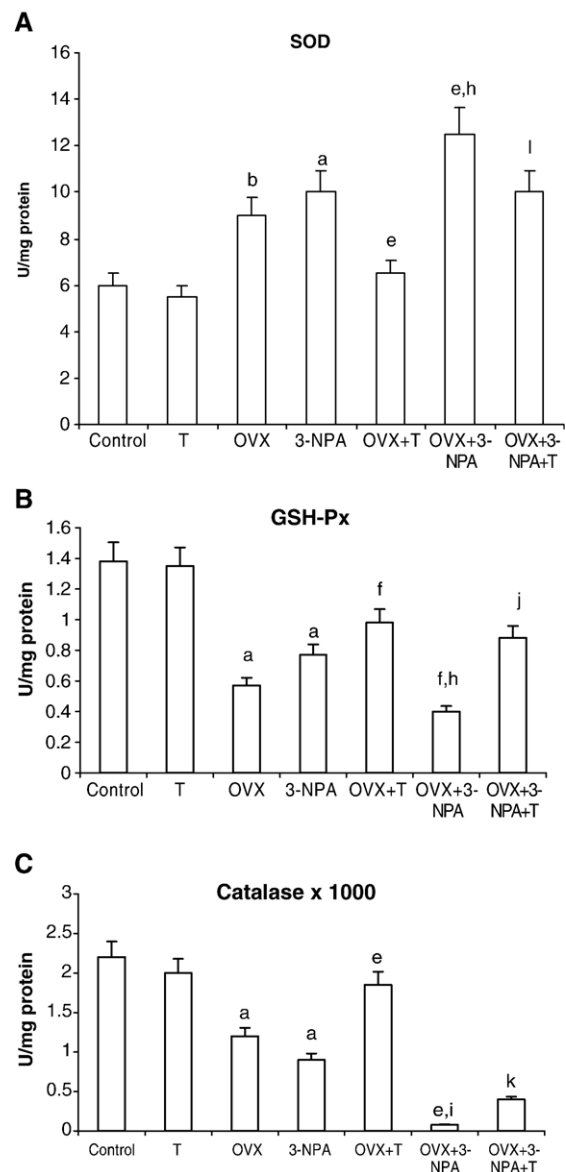 A
SOD
16
14
12
10
8
6
4
2
0
U/mg protein
b
a
e
e,h
l
Control T OVX 3-NPA OVX+T OVX+3- OVX+3-
NPA NPA+T
B
GSH-Px
1.6
1.4
1.2
1
0.8
0.6
0.4
0.2
0
U/mg protein
a
a
f
f,h
j
Control T OVX 3-NPA OVX+T OVX+3- OVX+3-
NPA NPA+T
C
Catalase x 1000
3
2.5
2
1.5
1
0.5
0
U/mg protein
a
a
e
e,i
k
Control T OVX 3-NPA OVX+T OVX+3- OVX+3-
NPA NPA+T